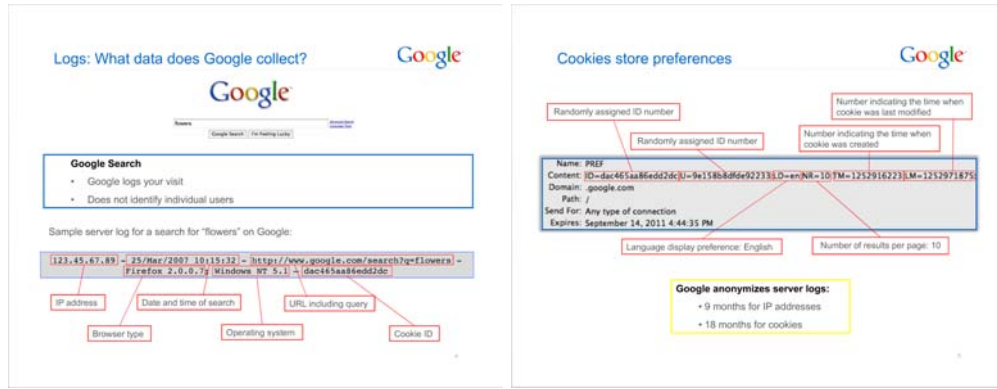 Logs: What data does Google collect?
Google
Google
flowers
Google Search I'm Feeling Lucky
Google Search
• Google logs your visit
• Does not identify individual users
Sample server log for a search for "flowers" on Google:
123.45.67.89 - 25/Mar/2007 10:15:32 - http://www.google.com/search?q=flowers -
Firefox 2.0.0.7; Windows NT 5.1 - dac465aa86edd2dc
IP address
Date and time of search
URL including query
Browser type
Operating system
Cookie ID
Cookies store preferences
Google
Randomly assigned ID number
Number indicating the time when
cookie was last modified
Randomly assigned ID number
Number indicating the time when
cookie was created
Name: PREF
Content: ID=dac465aa86edd2dc:U=9e158b8dfde92233:LD=en:NR=10:TM=1252916223:LM=1252971875:
Domain: .google.com
Path: /
Send For: Any type of connection
Expires: September 14, 2011 4:44:35 PM
Language display preference: English
Number of results per page: 10
Google anonymizes server logs:
• 9 months for IP addresses
• 18 months for cookies